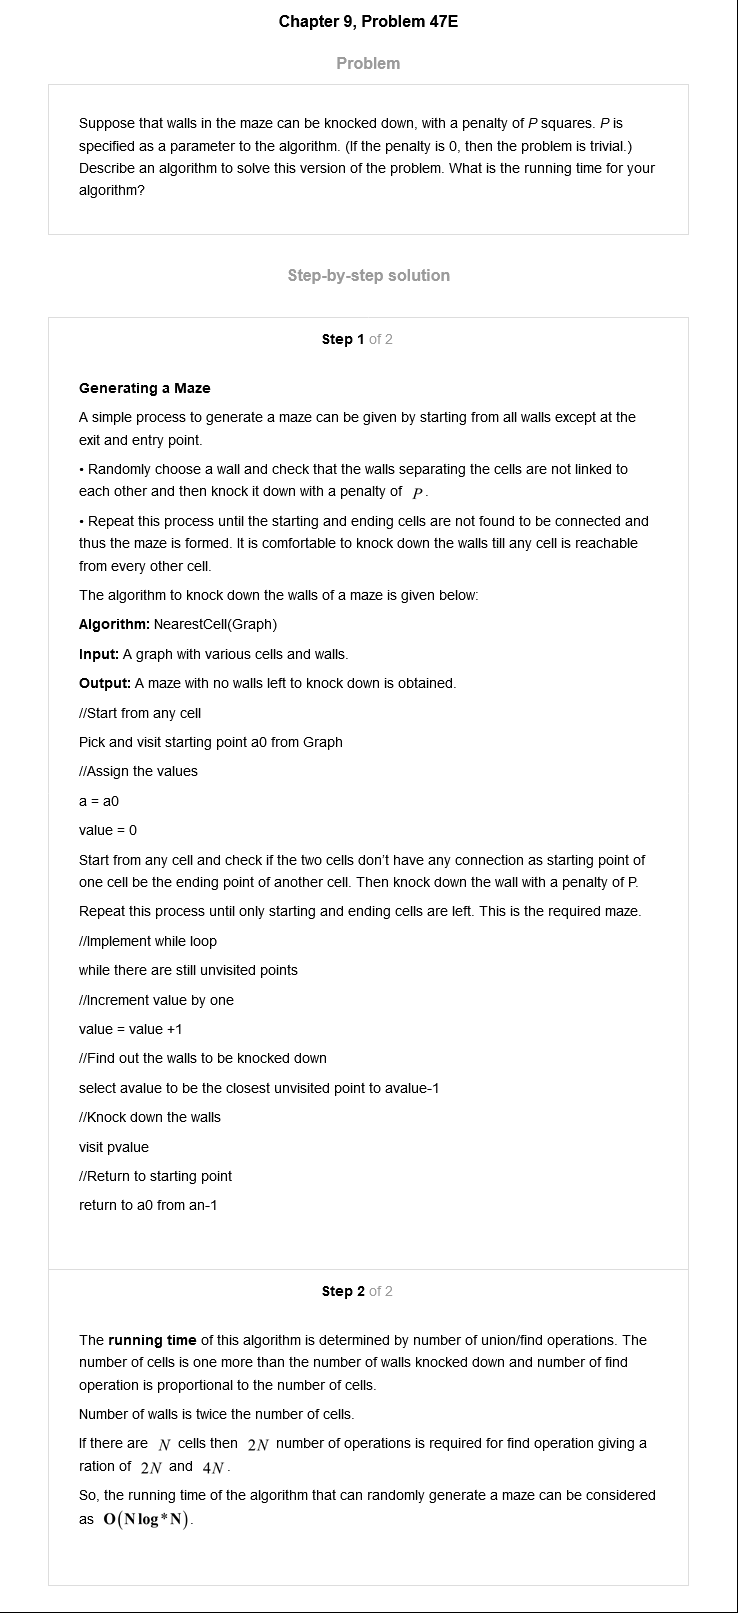 Chapter 9, Problem 47E
Problem
Suppose that walls in the maze can be knocked down, with a penalty of P squares. P is
specified as a parameter to the algorithm. (If the penalty is 0, then the problem is trivial.)
Describe an algorithm to solve this version of the problem. What is the running time for your
algorithm?
Step-by-step solution
Step 1 of 2
Generating a Maze
A simple process to generate a maze can be given by starting from all walls except at the
exit and entry point.
• Randomly choose a wall and check that the walls separating the cells are not linked to
each other and then knock it down with a penalty of P.
• Repeat this process until the starting and ending cells are not found to be connected and
thus the maze is formed. It is comfortable to knock down the walls till any cell is reachable
from every other cell.
The algorithm to knock down the walls of a maze is given below:
Algorithm: NearestCell(Graph)
Input: A graph with various cells and walls.
Output: A maze with no walls left to knock down is obtained.
//Start from any cell
Pick and visit starting point a0 from Graph
//Assign the values
a = a0
value = 0
Start from any cell and check if the two cells don't have any connection as starting point of
one cell be the ending point of another cell. Then knock down the wall with a penalty of P.
Repeat this process until only starting and ending cells are left. This is the required maze.
//Implement while loop
while there are still unvisited points
//Increment value by one
value = value +1
//Find out the walls to be knocked down
select avalue to be the closest unvisited point to avalue-1
//Knock down the walls
visit pvalue
//Return to starting point
return to a0 from an-1
Step 2 of 2
The running time of this algorithm is determined by number of union/find operations. The
number of cells is one more than the number of walls knocked down and number of find
operation is proportional to the number of cells.
Number of walls is twice the number of cells.
If there are N cells then 2N number of operations is required for find operation giving a
ration of 2N and 4N.
So, the running time of the algorithm that can randomly generate a maze can be considered
as O(N log * N).